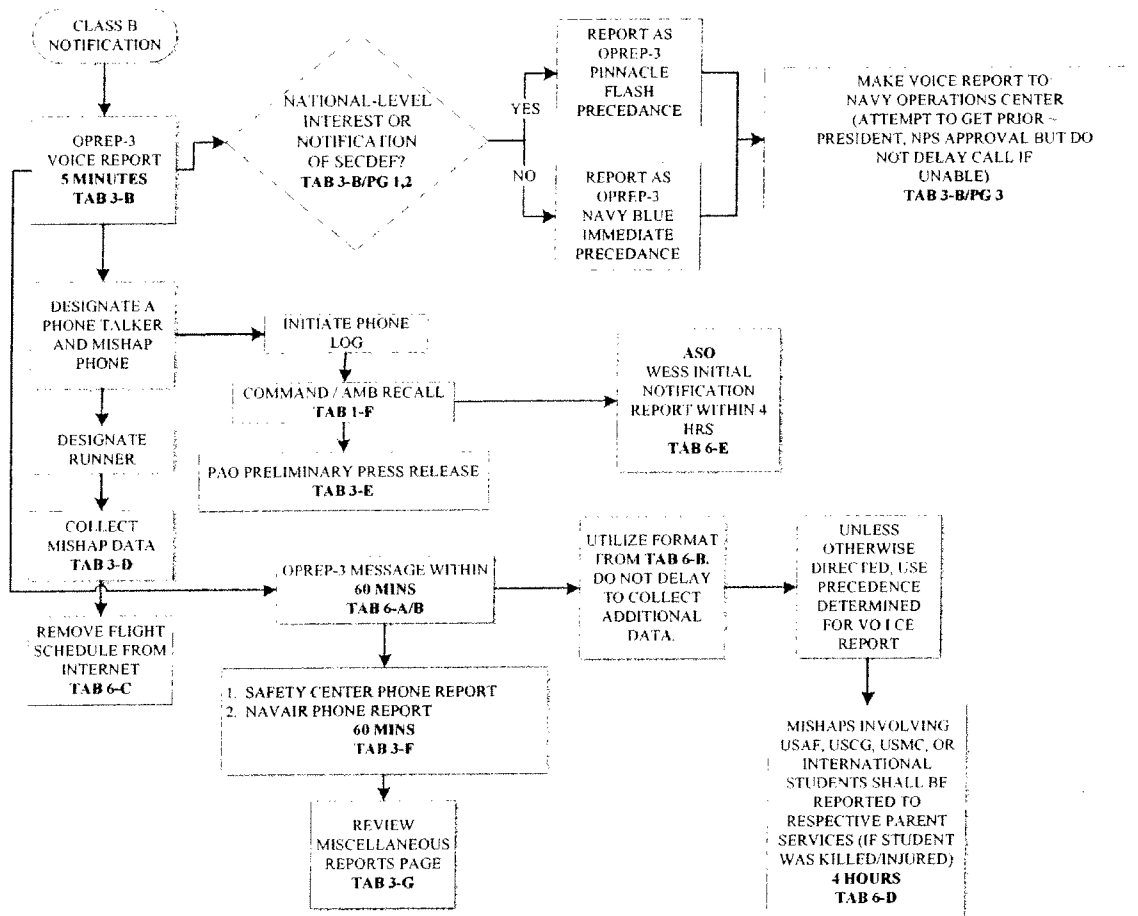 CLASS B
NOTIFICATION
OPREP-3
VOICE REPORT
5 MINUTES
TAB 3-B
NATIONAL-LEVEL
INTEREST OR
NOTIFICATION
OF SECDEF?
TAB 3-B/PG 1,2
YES
NO
REPORT AS
OPREP-3
PINNACLE
FLASH
PRECEDANCE
REPORT AS
OPREP-3
NAVY BLUE
IMMEDIATE
PRECEDANCE
MAKE VOICE REPORT TO
NAVY OPERATIONS CENTER
(ATTEMPT TO GET PRIOR ~
PRESIDENT, NPS APPROVAL BUT DO
NOT DELAY CALL IF
UNABLE)
TAB 3-B/PG 3
DESIGNATE A
PHONE TALKER
AND MISHAP
PHONE
INITIATE PHONE
LOG
COMMAND / AMB RECALL
TAB 1-F
ASO
WESS INITIAL
NOTIFICATION
REPORT WITHIN 4
HRS
TAB 6-E
PAO PRELIMINARY PRESS RELEASE
TAB 3-E
DESIGNATE
RUNNER
COLLECT
MISHAP DATA
TAB 3-D
REMOVE FLIGHT
SCHEDULE FROM
INTERNET
TAB 6-C
OPREP-3 MESSAGE WITHIN
60 MINS
TAB 6-A/B
UTILIZE FORMAT
FROM TAB 6-B.
DO NOT DELAY
TO COLLECT
ADDITIONAL
DATA.
UNLESS
OTHERWISE
DIRECTED, USE
PRECEDENCE
DETERMINED
FOR VOICE
REPORT
1. SAFETY CENTER PHONE REPORT
2. NAVAIR PHONE REPORT
60 MINS
TAB 3-F
REVIEW
MISCELLANEOUS
REPORTS PAGE
TAB 3-G
MISHAPS INVOLVING
USAF, USCG, USMC, OR
INTERNATIONAL
STUDENTS SHALL BE
REPORTED TO
RESPECTIVE PARENT
SERVICES (IF STUDENT
WAS KILLED/INJURED)
4 HOURS
TAB 6-D